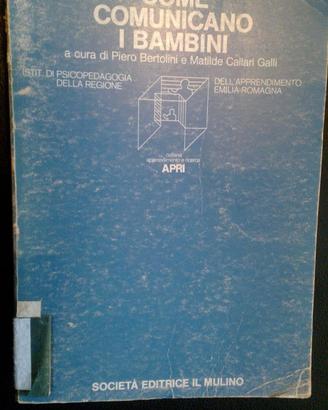 COME
COMUNICANO
I BAMBINI
a cura di Piero Bertolini e Matilde Callari Galli
ISTIT. DI PSICOPEDAGOGIA DELL'APPRENDIMENTO
DELLA REGIONE EMILIA-ROMAGNA
collana
apprendimento e ricerca
APRI
SOCIETÀ EDITRICE IL MULINO